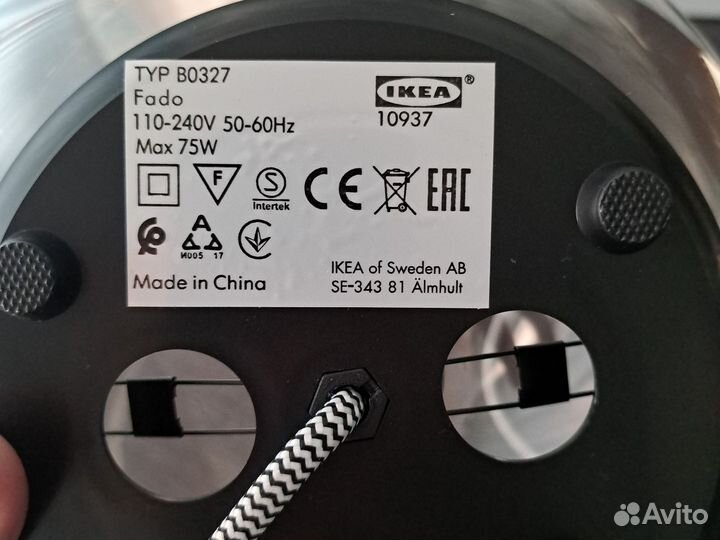 TYP B0327
Fado
110-240V 50-60Hz
Max 75W
IKEA ®
10937
F
S
Intertek
CE
EAC
A
И005 17
Made in China
IKEA of Sweden AB
SE-343 81 Älmhult
Avito